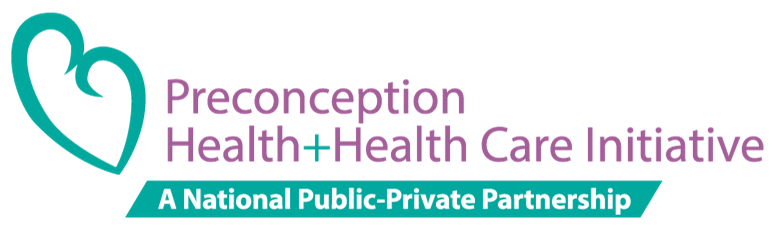 Preconception
Health+Health Care Initiative
A National Public-Private Partnership